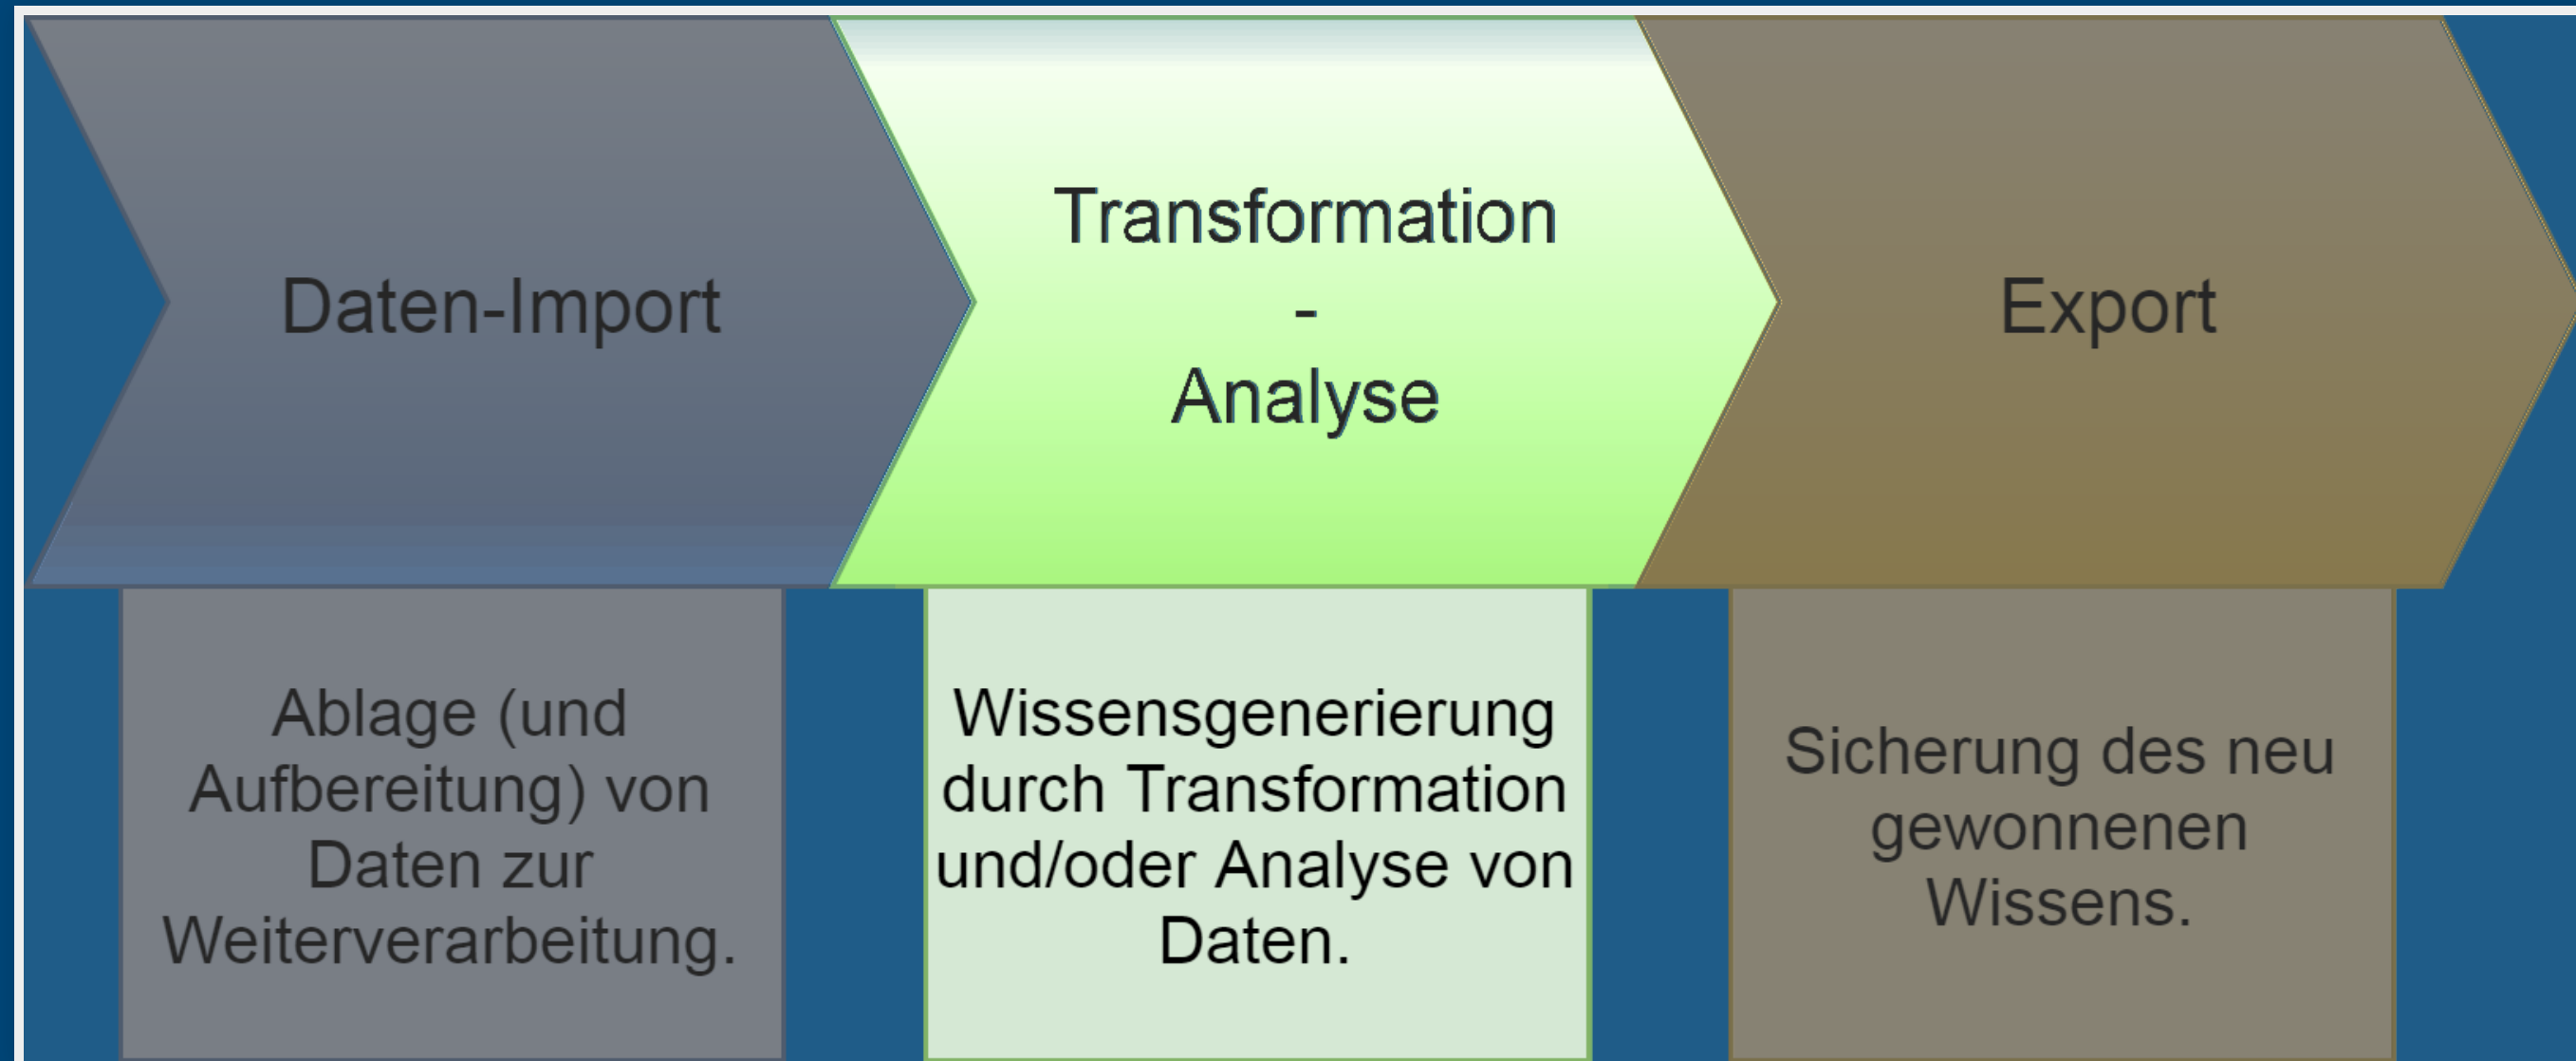 Daten-Import
Transformation
-
Analyse
Export
Ablage (und
Aufbereitung) von
Daten zur
Weiterverarbeitung.
Wissensgenerierung
durch Transformation
und/oder Analyse von
Daten.
Sicherung des neu
gewonnenen
Wissens.